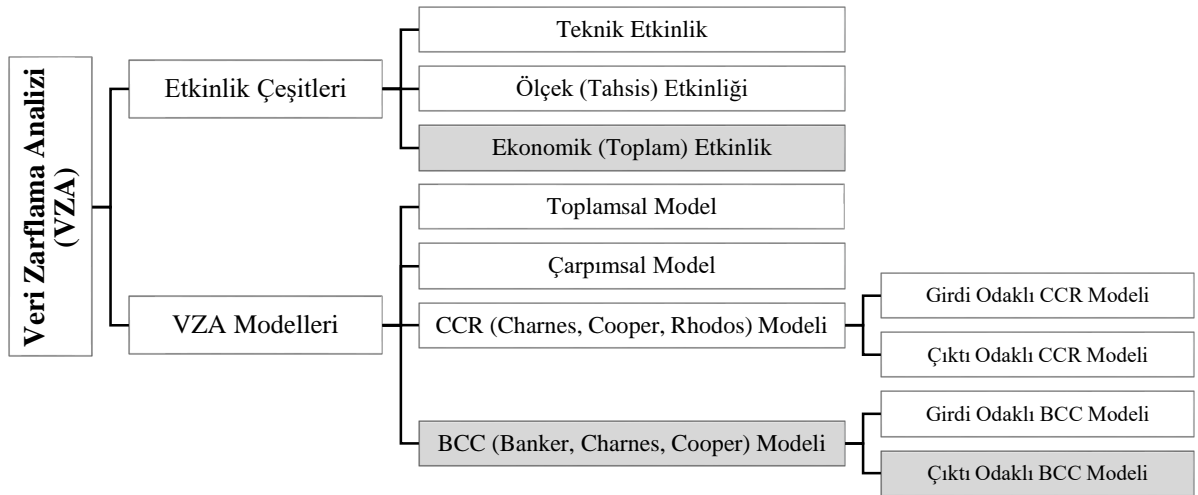 Veri Zarflama Analizi
(VZA)
Etkinlik Çeşitleri
Teknik Etkinlik
Ölçek (Tahsis) Etkinliği
Ekonomik (Toplam) Etkinlik
VZA Modelleri
Toplamsal Model
Çarpımsal Model
CCR (Charnes, Cooper, Rhodos) Modeli
Girdi Odaklı CCR Modeli
Çıktı Odaklı CCR Modeli
BCC (Banker, Charnes, Cooper) Modeli
Girdi Odaklı BCC Modeli
Çıktı Odaklı BCC Modeli